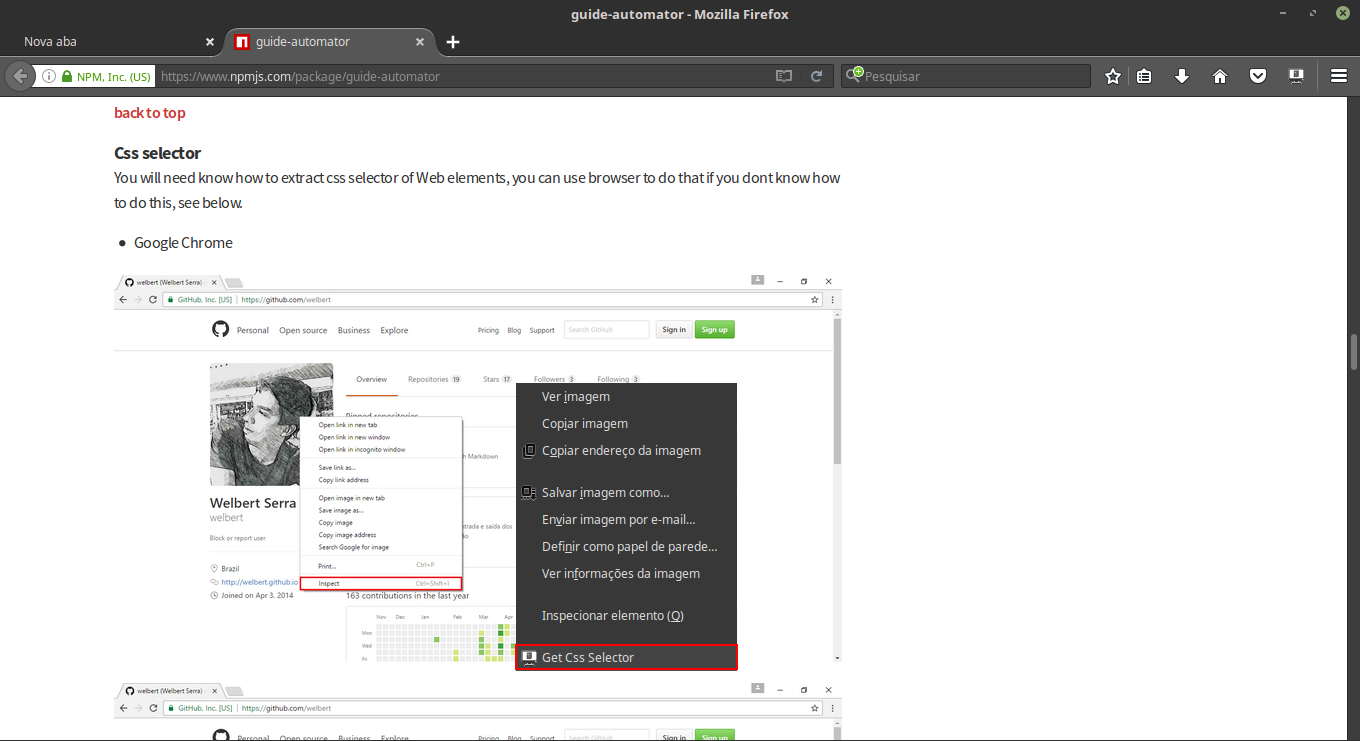 guide-automator - Mozilla Firefox
Nova aba
guide-automator
NPM, Inc. (US)
https://www.npmjs.com/package/guide-automator
Pesquisar
back to top
Css selector
You will need know how to extract css selector of Web elements, you can use browser to do that if you dont know how
to do this, see below.
Google Chrome
welbert (Welbert Serra)
GitHub, Inc. [US]
https://github.com/welbert
Personal Open source Business Explore
Pricing Blog Support
Search GitHub
Sign in
Sign up
Overview Repositories 19 Stars 17 Followers 3 Following 3
Pinned repositories
Open link in new tab
Open link in new window
Open link in incognito window
Save link as...
Copy link address
Open image in new tab
Save image as...
Copy image
Copy image address
Search Google for image
Print... Ctrl+P
Inspect Ctrl+Shift+I
h Markdown
ntrada e saida dos
Welbert Serra
welbert
Block or report user
Brazil
http://welbert.github.io
Joined on Apr 3, 2014
163 contributions in the last year
Nov Dec Jan Feb Mar Apr
Mon
Wed
Fri
Ver imagem
Copiar imagem
Copiar endereço da imagem
Salvar imagem como...
Enviar imagem por e-mail...
Definir como papel de parede...
Ver informações da imagem
Inspecionar elemento (Q)
Get Css Selector
welbert (Welbert Serra)
GitHub, Inc. [US]
https://github.com/welbert
Personal Open source Business Explore
Pricing Blog Support
Search GitHub
Sign in
Sign up